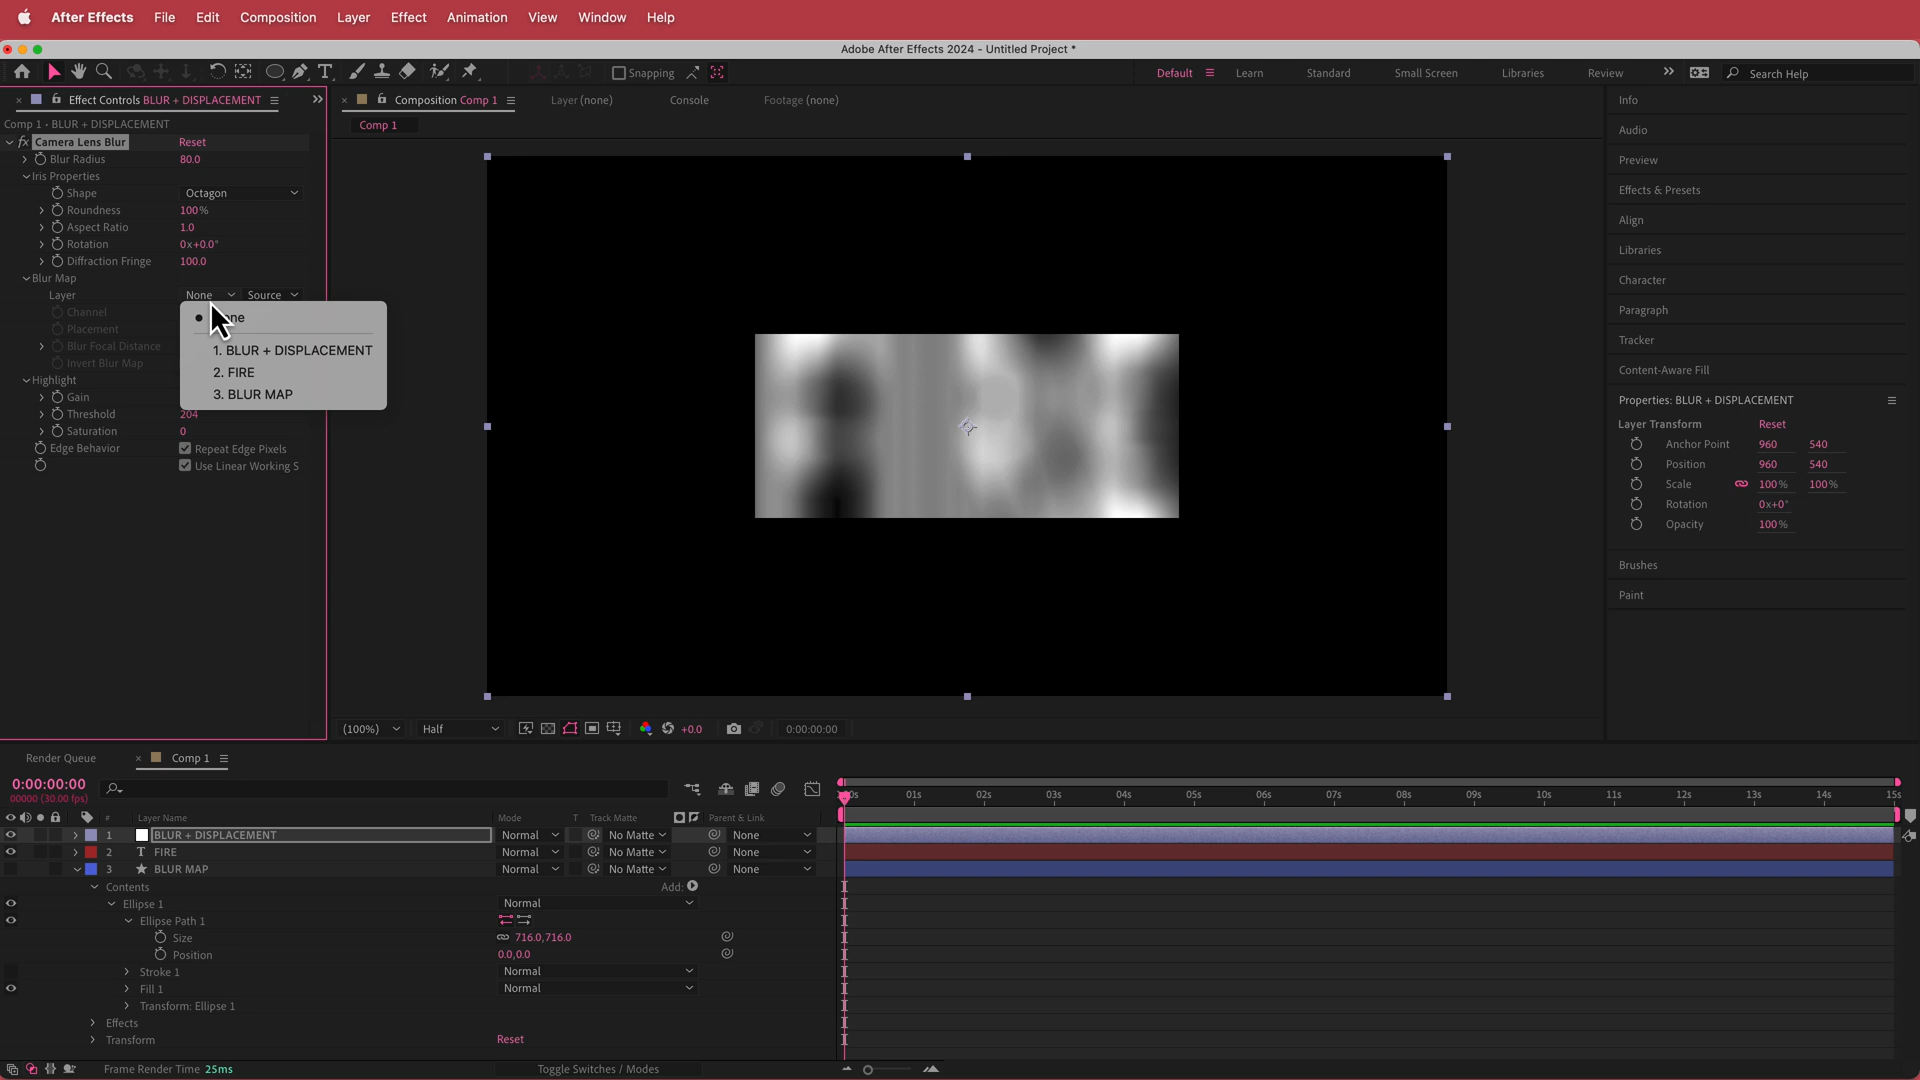 After Effects File Edit Composition Layer Effect Animation View Window Help
Adobe After Effects 2024 - Untitled Project *
Snapping
Default Learn Standard Small Screen Libraries Review Search Help
Effect Controls BLUR + DISPLACEMENT
Composition Comp 1 Layer (none) Console Footage (none)
Comp 1 • BLUR + DISPLACEMENT
Comp 1
fx Camera Lens Blur Reset
Blur Radius 80.0
Iris Properties
Shape Octagon
Roundness 100%
Aspect Ratio 1.0
Rotation 0x+0.0°
Diffraction Fringe 100.0
Blur Map
Layer None Source
Channel
Placement
Blur Focal Distance
Invert Blur Map
1. BLUR + DISPLACEMENT
2. FIRE
3. BLUR MAP
Highlight
Gain
Threshold 204
Saturation 0
Edge Behavior Repeat Edge Pixels
Use Linear Working S
Info
Audio
Preview
Effects & Presets
Align
Libraries
Character
Paragraph
Tracker
Content-Aware Fill
Properties: BLUR + DISPLACEMENT
Layer Transform Reset
Anchor Point 960 540
Position 960 540
Scale 100% 100%
Rotation 0x+0°
Opacity 100%
Brushes
Paint
(100%) Half +0.0 0:00:00:00
Render Queue Comp 1
0:00:00:00
00000 (30.00 fps)
01s 02s 03s 04s 05s 06s 07s 08s 09s 10s 11s 12s 13s 14s 15s
# Layer Name Mode T Track Matte Parent & Link
1 BLUR + DISPLACEMENT Normal No Matte None
2 T FIRE Normal No Matte None
3 BLUR MAP Normal No Matte None
Contents Add:
Ellipse 1 Normal
Ellipse Path 1
Size 716.0,716.0
Position 0.0,0.0
Stroke 1 Normal
Fill 1 Normal
Transform: Ellipse 1
Effects
Transform Reset
Frame Render Time 25ms Toggle Switches / Modes